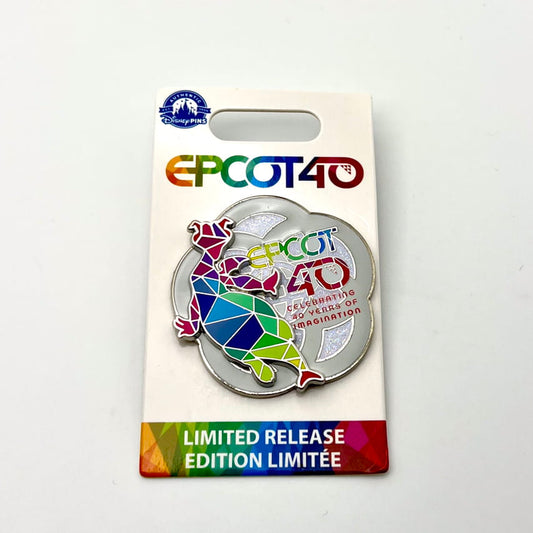 AUTHENTIC
Disney PINS
EPCOT40
EPCOT
40
CELEBRATING
40 YEARS OF
IMAGINATION
LIMITED RELEASE
EDITION LIMITÉE